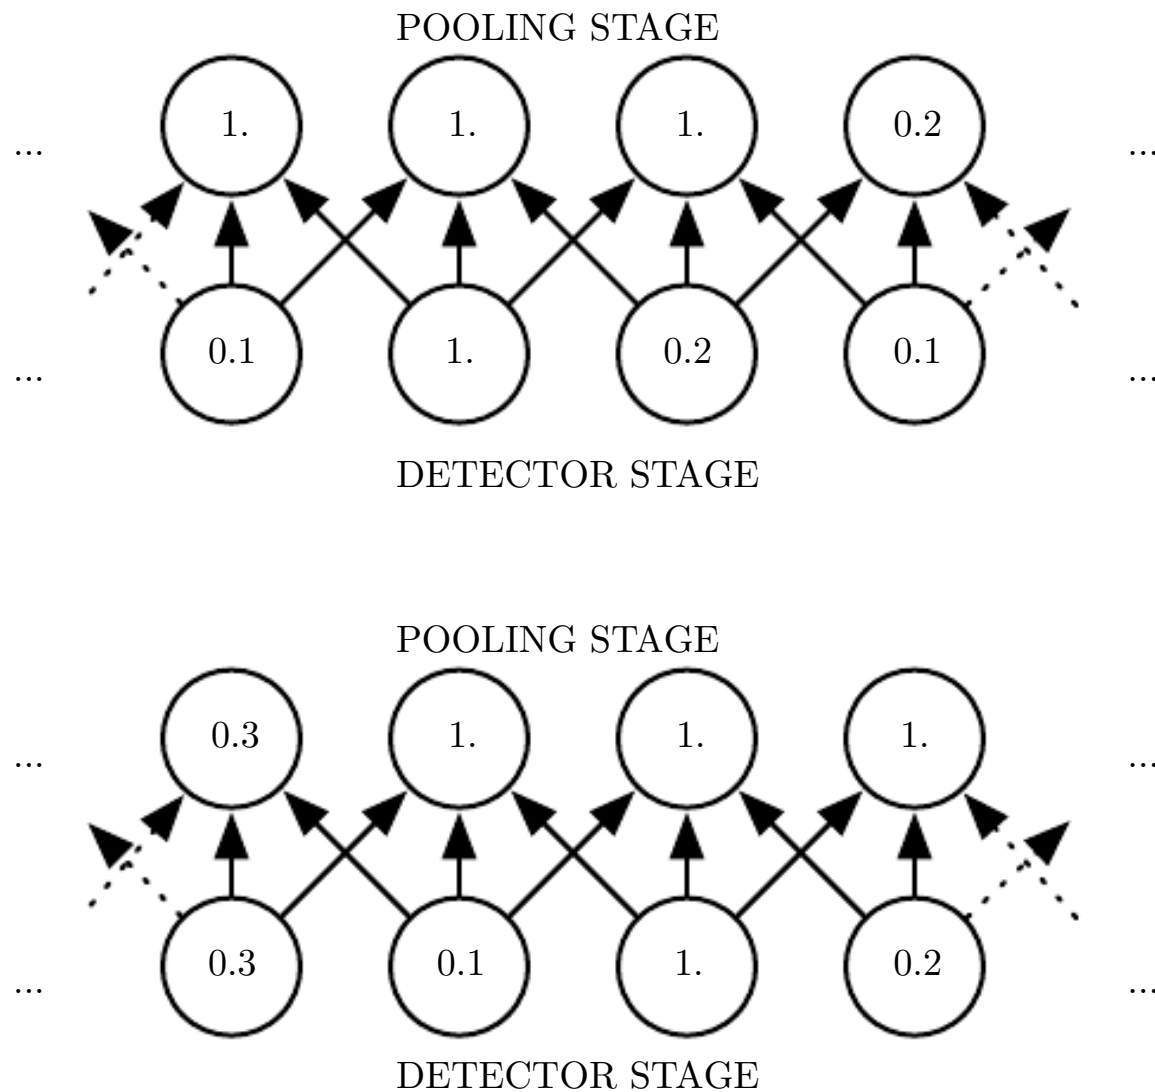 POOLING STAGE
... 1. 1. 1. 0.2 ...
... 0.1 1. 0.2 0.1 ...
DETECTOR STAGE
POOLING STAGE
... 0.3 1. 1. 1. ...
... 0.3 0.1 1. 0.2 ...
DETECTOR STAGE